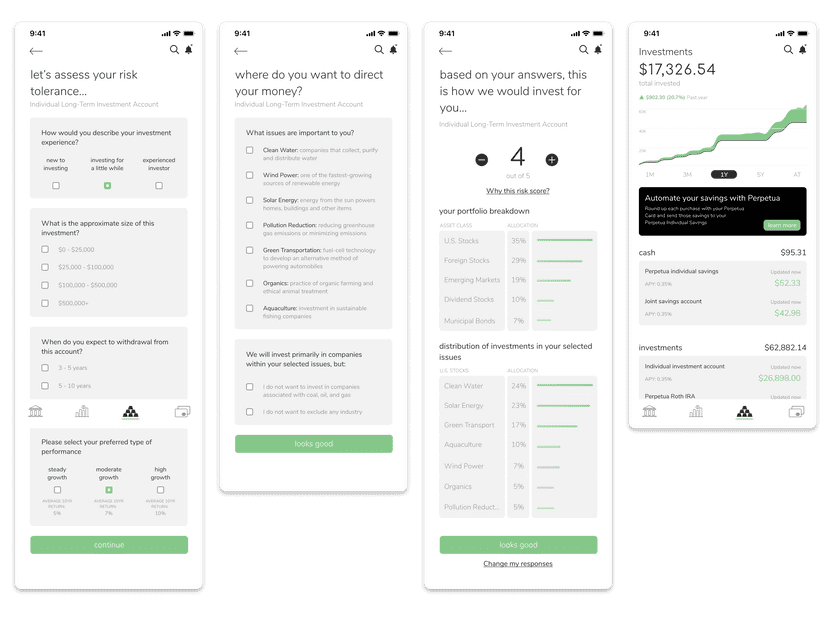 9:41
let's assess your risk
tolerance...
Individual Long-Term Investment Account
How would you describe your investment
experience?
new to
investing
investing for
a little while
experienced
investor
What is the approximate size of this
investment?
$0 - $25,000
$25,000 - $100,000
$100,000 - $500,000
$500,000+
When do you expect to withdrawal from
this account?
3 - 5 years
5 - 10 years
Please select your preferred type of
performance
steady
growth
moderate
growth
high
growth
AVERAGE 10YR
RETURN:
5%
AVERAGE 10YR
RETURN:
7%
AVERAGE 10YR
RETURN:
10%
continue
9:41
where do you want to direct
your money?
Individual Long-Term Investment Account
What issues are important to you?
Clean Water: companies that collect, purify
and distribute water
Wind Power: one of the fastest-growing
sources of renewable energy
Solar Energy: energy from the sun powers
homes, buildings and other items
Pollution Reduction: reducing greenhouse
gas emissions or minimizing emissions
Green Transportation: fuel-cell technology
to develop an alternative method of
powering automobiles
Organics: practice of organic farming and
ethical animal treatment
Aquaculture: investment in sustainable
fishing companies
We will invest primarily in companies
within your selected issues, but:
I do not want to invest in companies
associated with coal, oil, and gas
I do not want to exclude any industry
looks good
9:41
based on your answers, this
is how we would invest for
you...
Individual Long-Term Investment Account
4
out of 5
Why this risk score?
your portfolio breakdown
ASSET CLASS ALLOCATION
U.S. Stocks 35%
Foreign Stocks 29%
Emerging Markets 19%
Dividend Stocks 10%
Municipal Bonds 7%
distribution of investments in your selected
issues
U.S. STOCKS ALLOCATION
Clean Water 24%
Solar Energy 23%
Green Transport 17%
Aquaculture 10%
Wind Power 7%
Organics 5%
Pollution Reduct... 5%
looks good
Change my responses
9:41
Investments
$17,326.54
total invested
Past year
1M 3M 1Y 5Y AT
Automate your savings with Perpetua
Round up each purchase with your Perpetua
Card and send those savings to your
Perpetua Individual Savings
learn more
cash $95.31
Perpetua individual savings Updated now
APY: 0.35% $52.33
Joint savings account Updated now
APY: 0.35% $42.98
investments $62,882.14
Individual investment account Updated now
APY: 0.35% $26,898.00
Perpetua Roth IRA Updated now